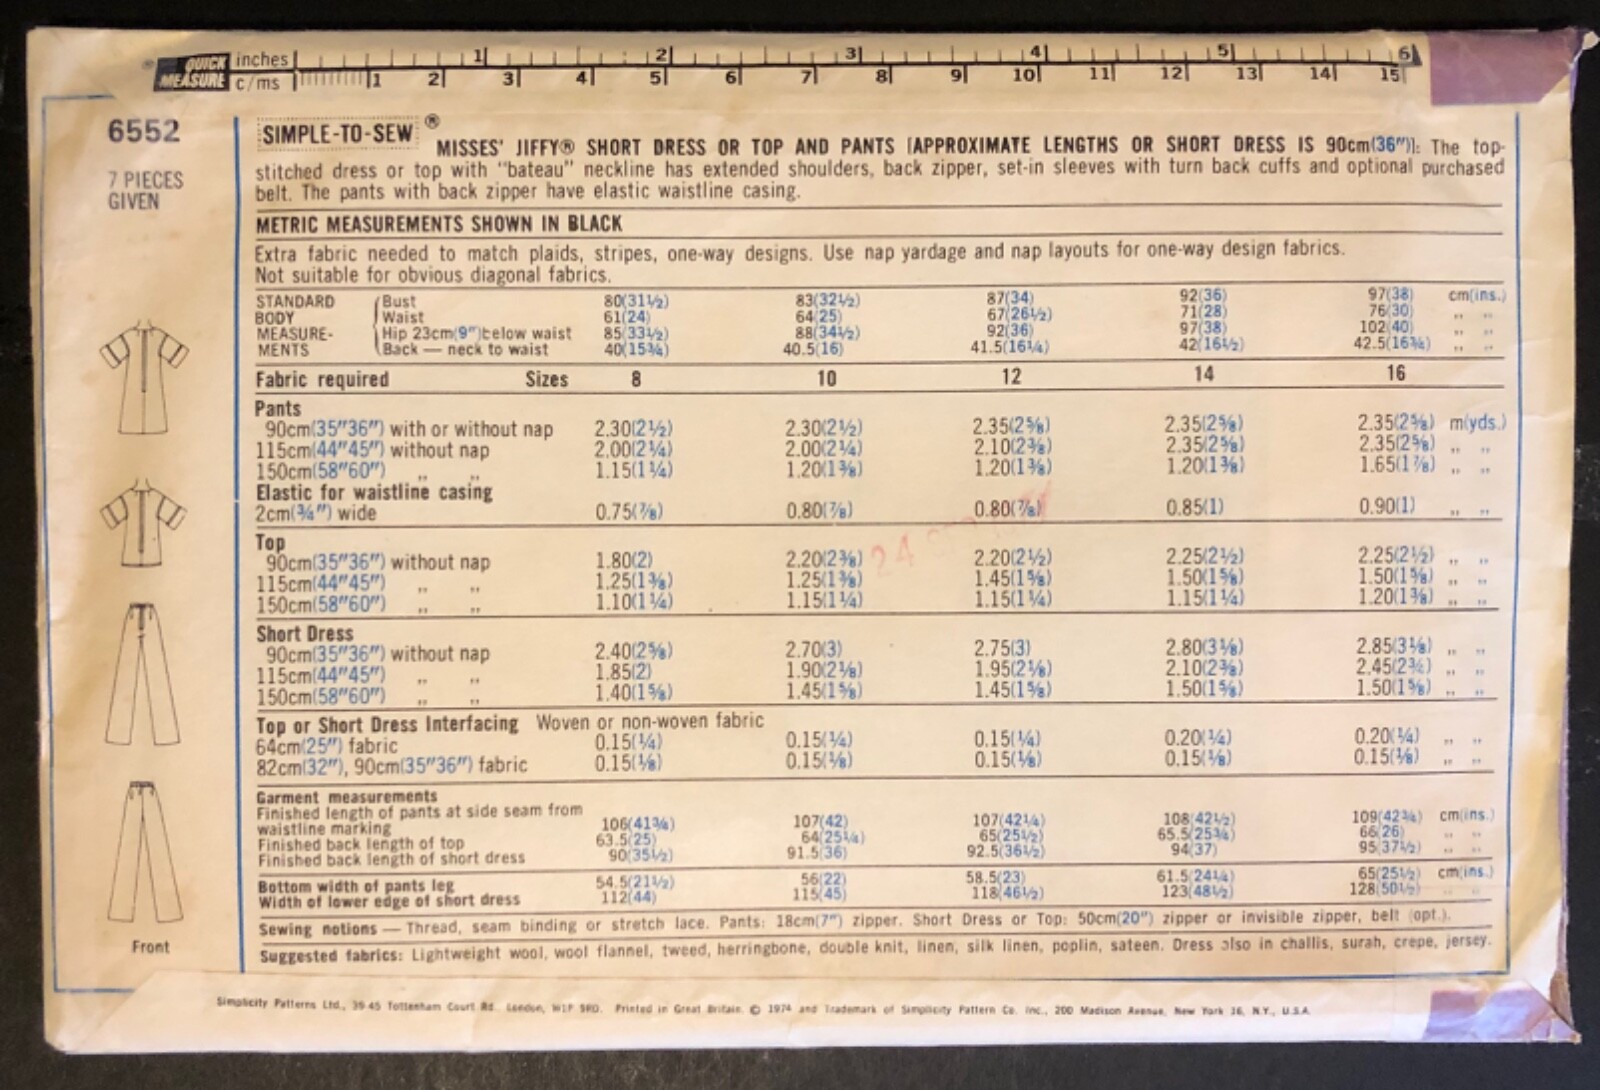 QUICK MEASURE inches 1 2 3 4 5 6
c/ms 1 2 3 4 5 6 7 8 9 10 11 12 13 14 15
6552
7 PIECES
GIVEN
SIMPLE-TO-SEW ®
MISSES' JIFFY® SHORT DRESS OR TOP AND PANTS (APPROXIMATE LENGTHS OR SHORT DRESS IS 90cm(36")): The top-
stitched dress or top with "bateau" neckline has extended shoulders, back zipper, set-in sleeves with turn back cuffs and optional purchased
belt. The pants with back zipper have elastic waistline casing.
METRIC MEASUREMENTS SHOWN IN BLACK
Extra fabric needed to match plaids, stripes, one-way designs. Use nap yardage and nap layouts for one-way design fabrics.
Not suitable for obvious diagonal fabrics.
STANDARD Bust 80(31½) 83(32½) 87(34) 92(36) 97(38) cm(ins.)
BODY Waist 61(24) 64(25) 67(26½) 71(28) 76(30) " "
MEASURE- Hip 23cm(9") below waist 85(33½) 88(34½) 92(36) 97(38) 102(40) " "
MENTS Back — neck to waist 40(15¾) 40.5(16) 41.5(16¼) 42(16½) 42.5(16¾) " "
Fabric required Sizes 8 10 12 14 16
Pants
90cm(35"36") with or without nap 2.30(2½) 2.30(2½) 2.35(2⅝) 2.35(2⅝) 2.35(2⅝) m(yds.)
115cm(44"45") without nap 2.00(2¼) 2.00(2¼) 2.10(2⅜) 2.35(2⅝) 2.35(2⅝) " "
150cm(58"60") " " 1.15(1¼) 1.20(1⅜) 1.20(1⅜) 1.20(1⅜) 1.65(1⅞) " "
Elastic for waistline casing
2cm(¾") wide 0.75(⅞) 0.80(⅞) 0.80(⅞) 0.85(1) 0.90(1) " "
24
Top
90cm(35"36") without nap 1.80(2) 2.20(2⅜) 2.20(2½) 2.25(2½) 2.25(2½) " "
115cm(44"45") " " 1.25(1⅜) 1.25(1⅜) 1.45(1⅝) 1.50(1⅝) 1.50(1⅝) " "
150cm(58"60") " " 1.10(1¼) 1.15(1¼) 1.15(1¼) 1.15(1¼) 1.20(1⅜) " "
Short Dress
90cm(35"36") without nap 2.40(2⅝) 2.70(3) 2.75(3) 2.80(3⅛) 2.85(3⅛) " "
115cm(44"45") " " 1.85(2) 1.90(2⅛) 1.95(2⅛) 2.10(2⅜) 2.45(2¾) " "
150cm(58"60") " " 1.40(1⅝) 1.45(1⅝) 1.45(1⅝) 1.50(1⅝) 1.50(1⅝) " "
Top or Short Dress Interfacing Woven or non-woven fabric
64cm(25") fabric 0.15(¼) 0.15(¼) 0.15(¼) 0.20(¼) 0.20(¼) " "
82cm(32"), 90cm(35"36") fabric 0.15(⅛) 0.15(⅛) 0.15(⅛) 0.15(⅛) 0.15(⅛) " "
Garment measurements
Finished length of pants at side seam from
waistline marking 106(41¾) 107(42) 107(42¼) 108(42½) 109(42¾) cm(ins.)
Finished back length of top 63.5(25) 64(25¼) 65(25½) 65.5(25¾) 66(26) " "
Finished back length of short dress 90(35½) 91.5(36) 92.5(36½) 94(37) 95(37½) " "
Bottom width of pants leg 54.5(21½) 56(22) 58.5(23) 61.5(24¼) 65(25½) cm(ins.)
Width of lower edge of short dress 112(44) 115(45) 118(46½) 123(48½) 128(50½) " "
Sewing notions — Thread, seam binding or stretch lace. Pants: 18cm(7") zipper. Short Dress or Top: 50cm(20") zipper or invisible zipper, belt (opt.).
Suggested fabrics: Lightweight wool, wool flannel, tweed, herringbone, double knit, linen, silk linen, poplin, sateen. Dress also in challis, surah, crepe, jersey.
Front
Simplicity Patterns Ltd., 39-45 Tottenham Court Rd. London, W1P 9RD. Printed in Great Britain. © 1974 and Trademark of Simplicity Pattern Co. Inc., 200 Madison Avenue, New York 16, N.Y., U.S.A.